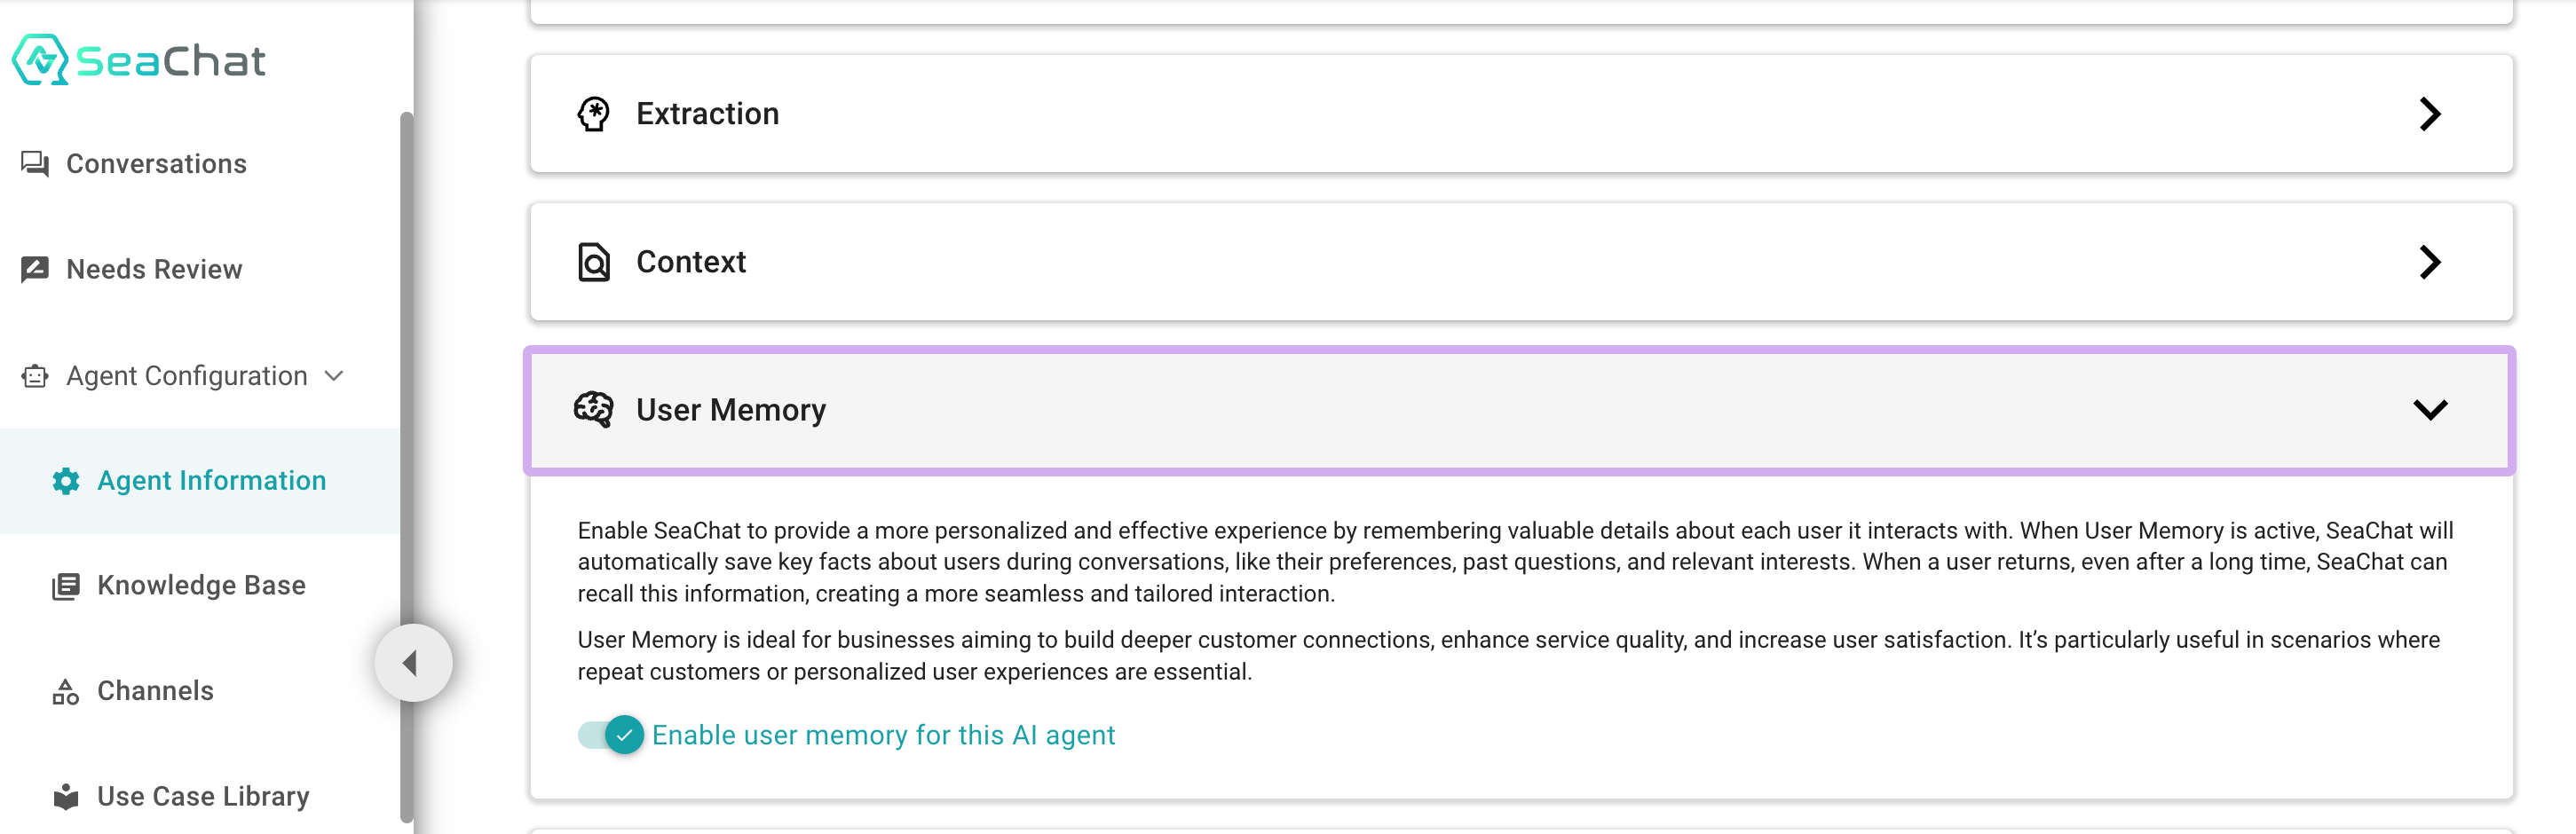 SeaChat
Conversations
Needs Review
Agent Configuration
Agent Information
Knowledge Base
Channels
Use Case Library
Extraction
Context
User Memory
Enable SeaChat to provide a more personalized and effective experience by remembering valuable details about each user it interacts with. When User Memory is active, SeaChat will
automatically save key facts about users during conversations, like their preferences, past questions, and relevant interests. When a user returns, even after a long time, SeaChat can
recall this information, creating a more seamless and tailored interaction.
User Memory is ideal for businesses aiming to build deeper customer connections, enhance service quality, and increase user satisfaction. It’s particularly useful in scenarios where
repeat customers or personalized user experiences are essential.
Enable user memory for this AI agent